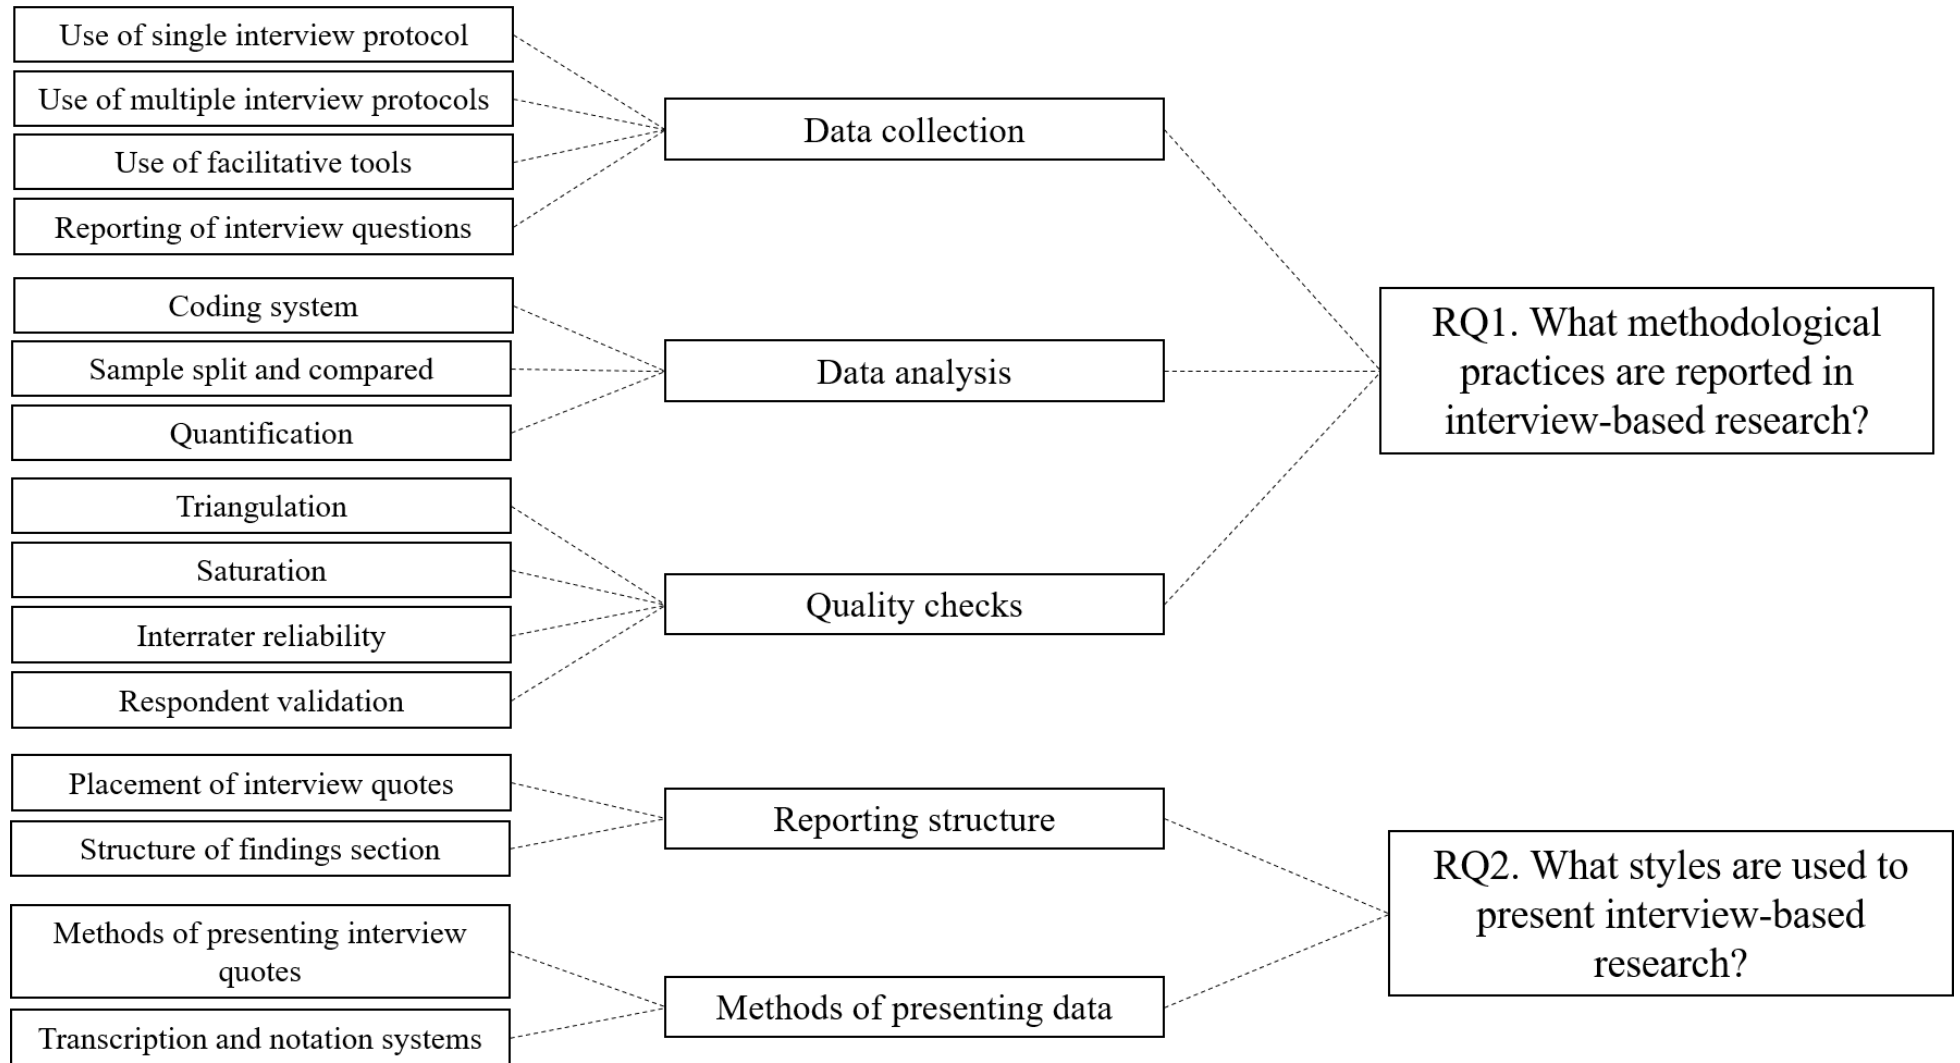 Use of single interview protocol
Use of multiple interview protocols
Use of facilitative tools
Reporting of interview questions
Data collection
Coding system
Sample split and compared
Quantification
Data analysis
Triangulation
Saturation
Interrater reliability
Respondent validation
Quality checks
RQ1. What methodological
practices are reported in
interview-based research?
Placement of interview quotes
Structure of findings section
Reporting structure
Methods of presenting interview
quotes
Transcription and notation systems
Methods of presenting data
RQ2. What styles are used to
present interview-based
research?